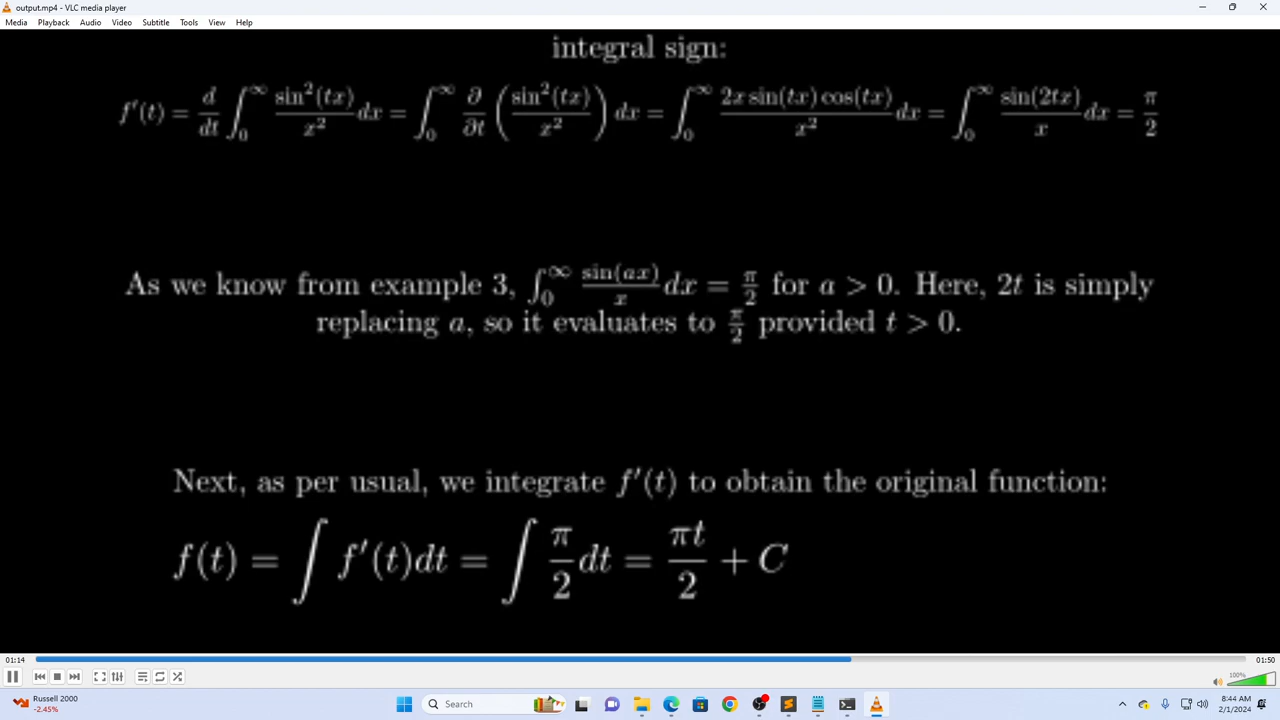 output.mp4 - VLC media player
Media Playback Audio Video Subtitle Tools View Help
integral sign:
f′(t) = d/dt ∫₀^∞ sin²(tx)/x² dx = ∫₀^∞ ∂/∂t (sin²(tx)/x²) dx = ∫₀^∞ 2x sin(tx) cos(tx)/x² dx = ∫₀^∞ sin(2tx)/x dx = π/2
As we know from example 3, ∫₀^∞ sin(ax)/x dx = π/2 for a > 0. Here, 2t is simply
replacing a, so it evaluates to π/2 provided t > 0.
Next, as per usual, we integrate f′(t) to obtain the original function:
f(t) = ∫ f′(t)dt = ∫ π/2 dt = πt/2 + C
01:14 01:50
100%
Russell 2000
-2.45%
Search
8:44 AM
2/1/2024